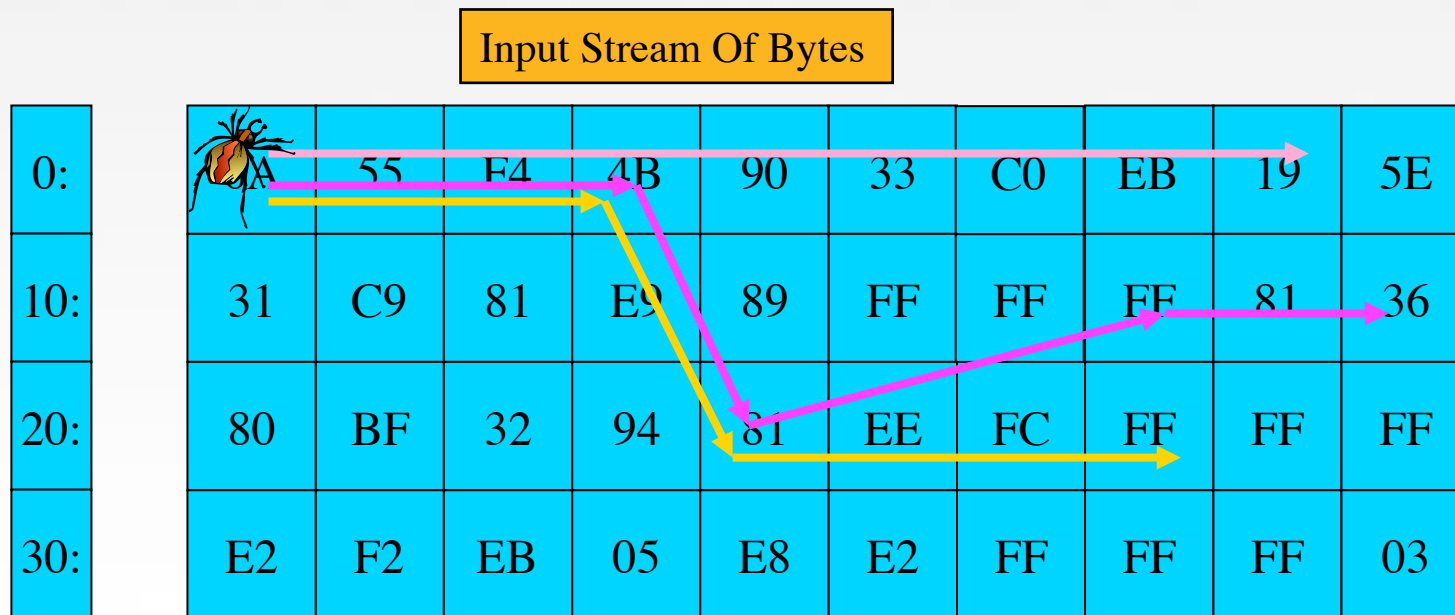 Input Stream Of Bytes
0: 55 F4 4B 90 33 C0 EB 19 5E
10: 31 C9 81 E9 89 FF FF FF 81 36
20: 80 BF 32 94 81 EE FC FF FF FF
30: E2 F2 EB 05 E8 E2 FF FF FF 03